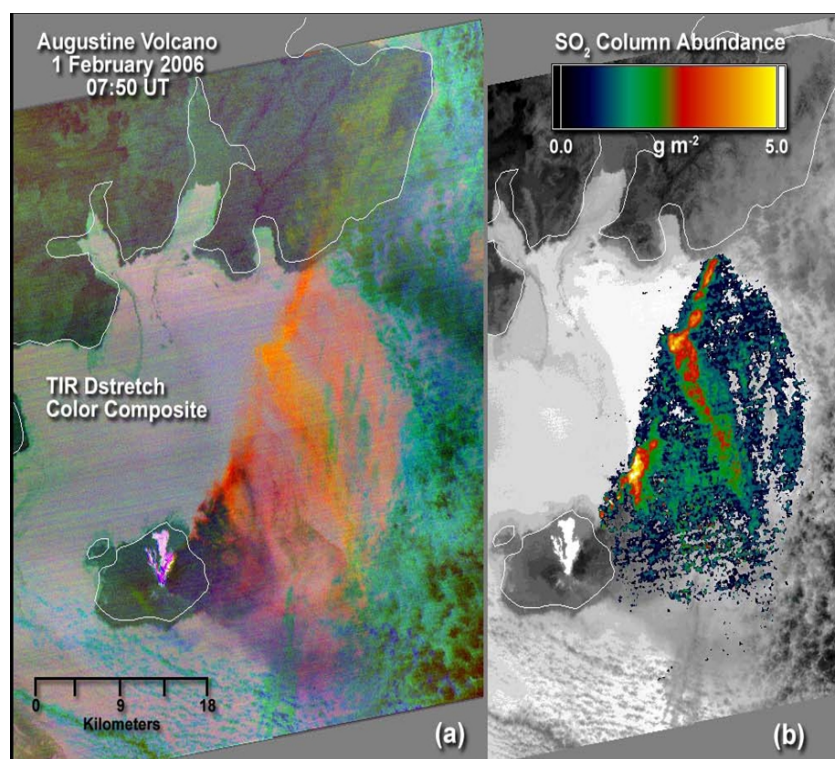 Augustine Volcano
1 February 2006
07:50 UT
TIR Dstretch
Color Composite
0 9 18
Kilometers
(a)
SO₂ Column Abundance
0.0 g m⁻² 5.0
(b)